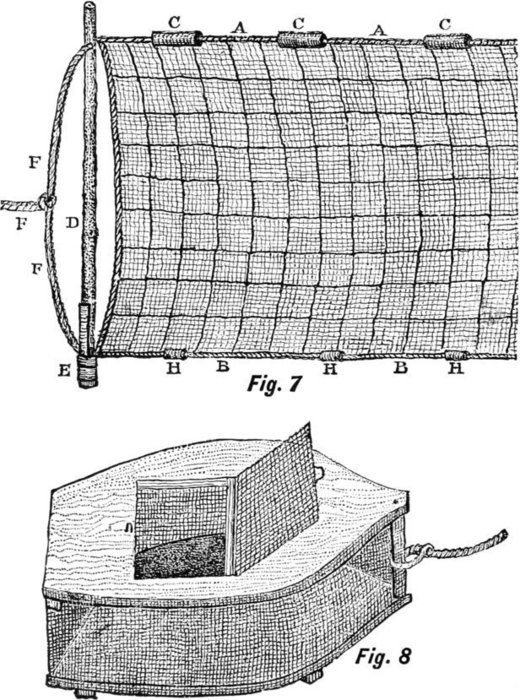 C A C A C
F
F D
F
E H B H B H
Fig. 7
Fig. 8